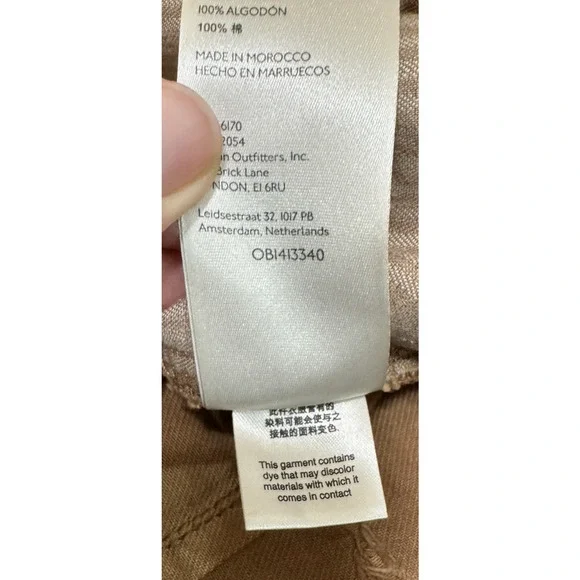 100% ALGODÓN
100% 棉
MADE IN MOROCCO
HECHO EN MARRUECOS
6170
2054
n Outfitters, Inc.
Brick Lane
NDON, E1 6RU
Leidsestraat 32, 1017 PB
Amsterdam, Netherlands
OB1413340
此件衣服含有的
染料可能会使与之
接触的面料变色.
This garment contains
dye that may discolor
materials with which it
comes in contact